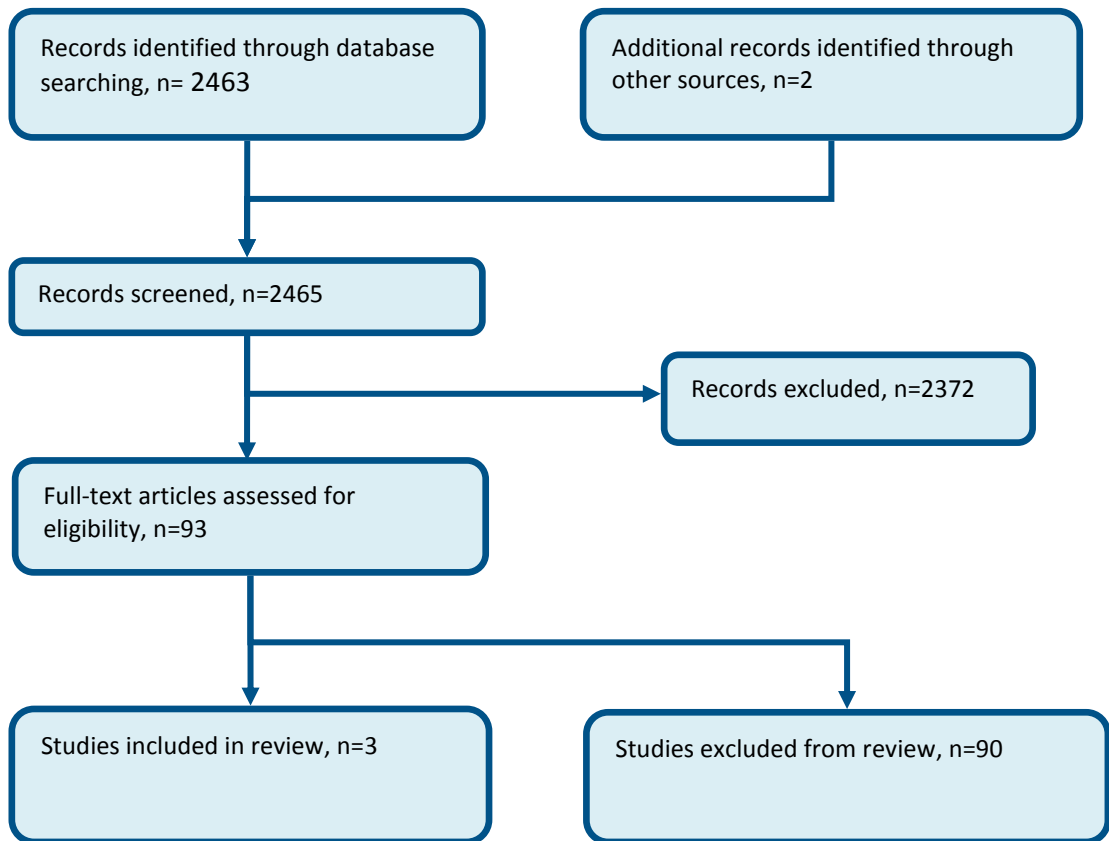 Records identified through database
searching, n= 2463
Additional records identified through
other sources, n=2
Records screened, n=2465
Records excluded, n=2372
Full-text articles assessed for
eligibility, n=93
Studies included in review, n=3
Studies excluded from review, n=90